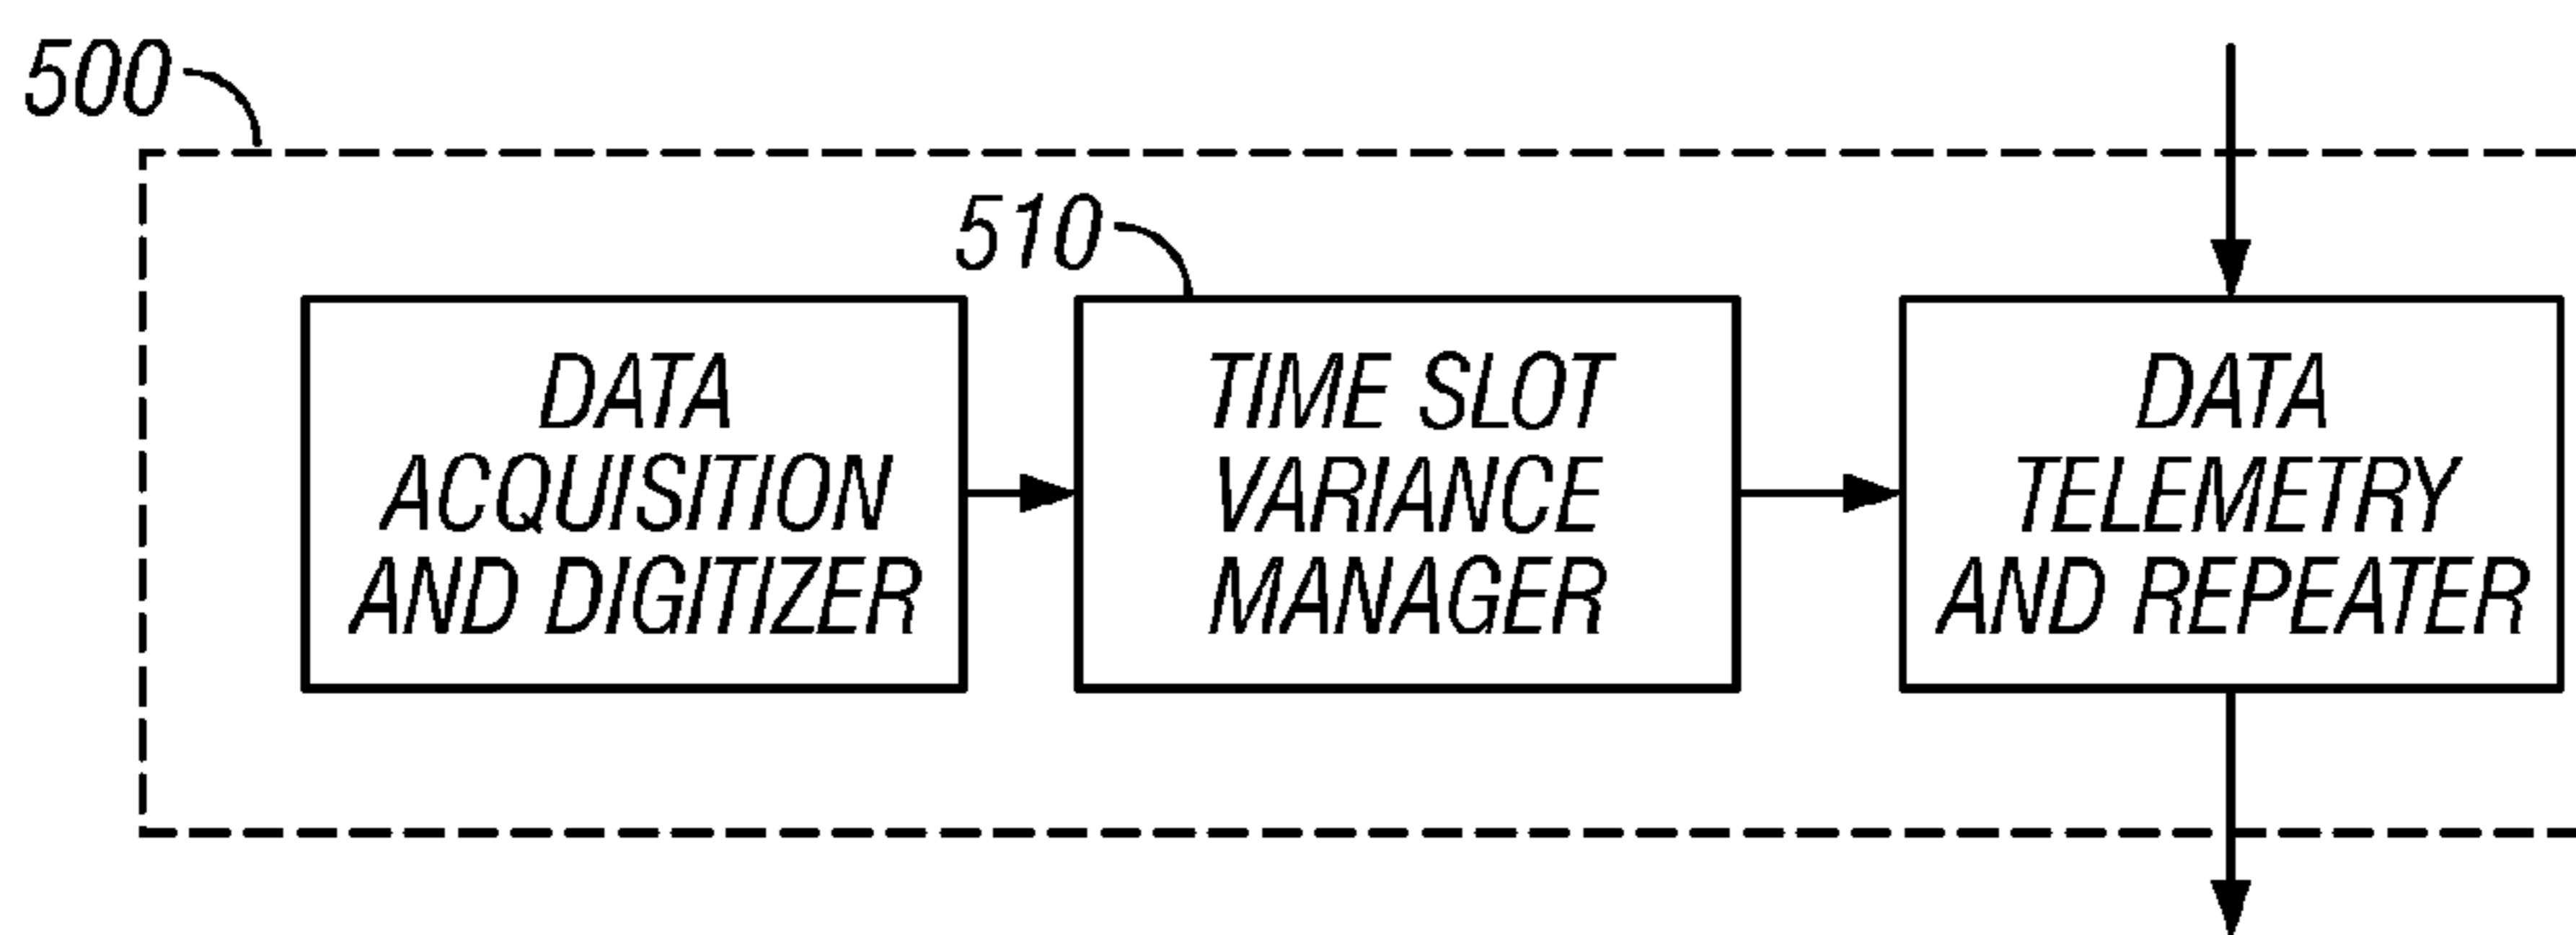 500
510
DATA
ACQUISITION
AND DIGITIZER
TIME SLOT
VARIANCE
MANAGER
DATA
TELEMETRY
AND REPEATER